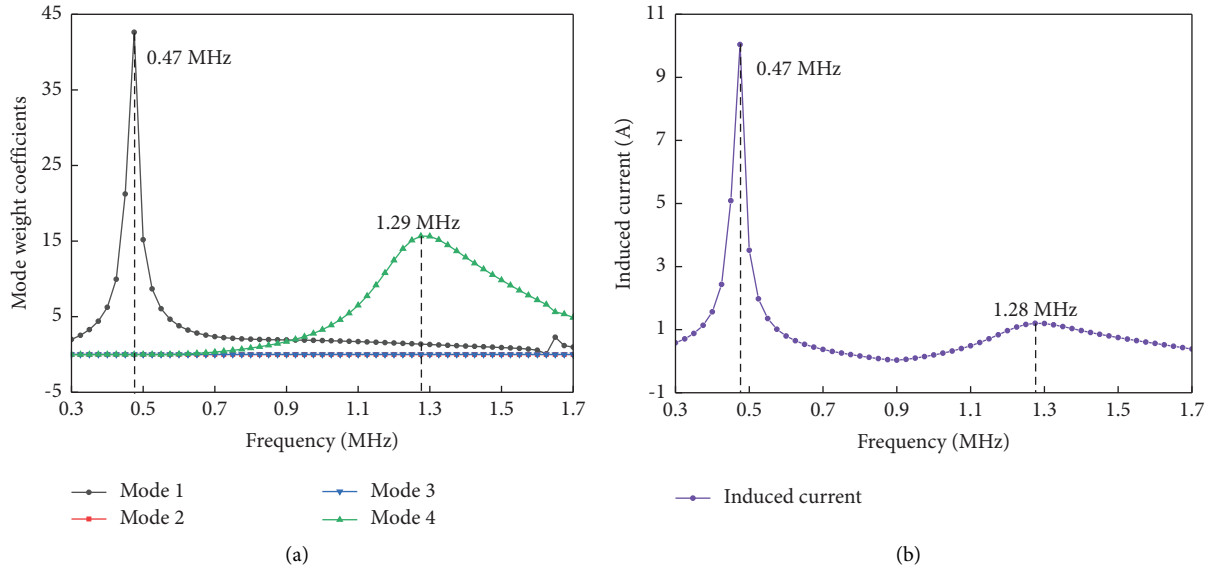 45
35
25
15
5
-5
Mode weight coefficients
0.47 MHz
1.29 MHz
0.3 0.5 0.7 0.9 1.1 1.3 1.5 1.7
Frequency (MHz)
Mode 1
Mode 2
Mode 3
Mode 4
(a)
11
9
7
5
3
1
-1
Induced current (A)
0.47 MHz
1.28 MHz
0.3 0.5 0.7 0.9 1.1 1.3 1.5 1.7
Frequency (MHz)
Induced current
(b)